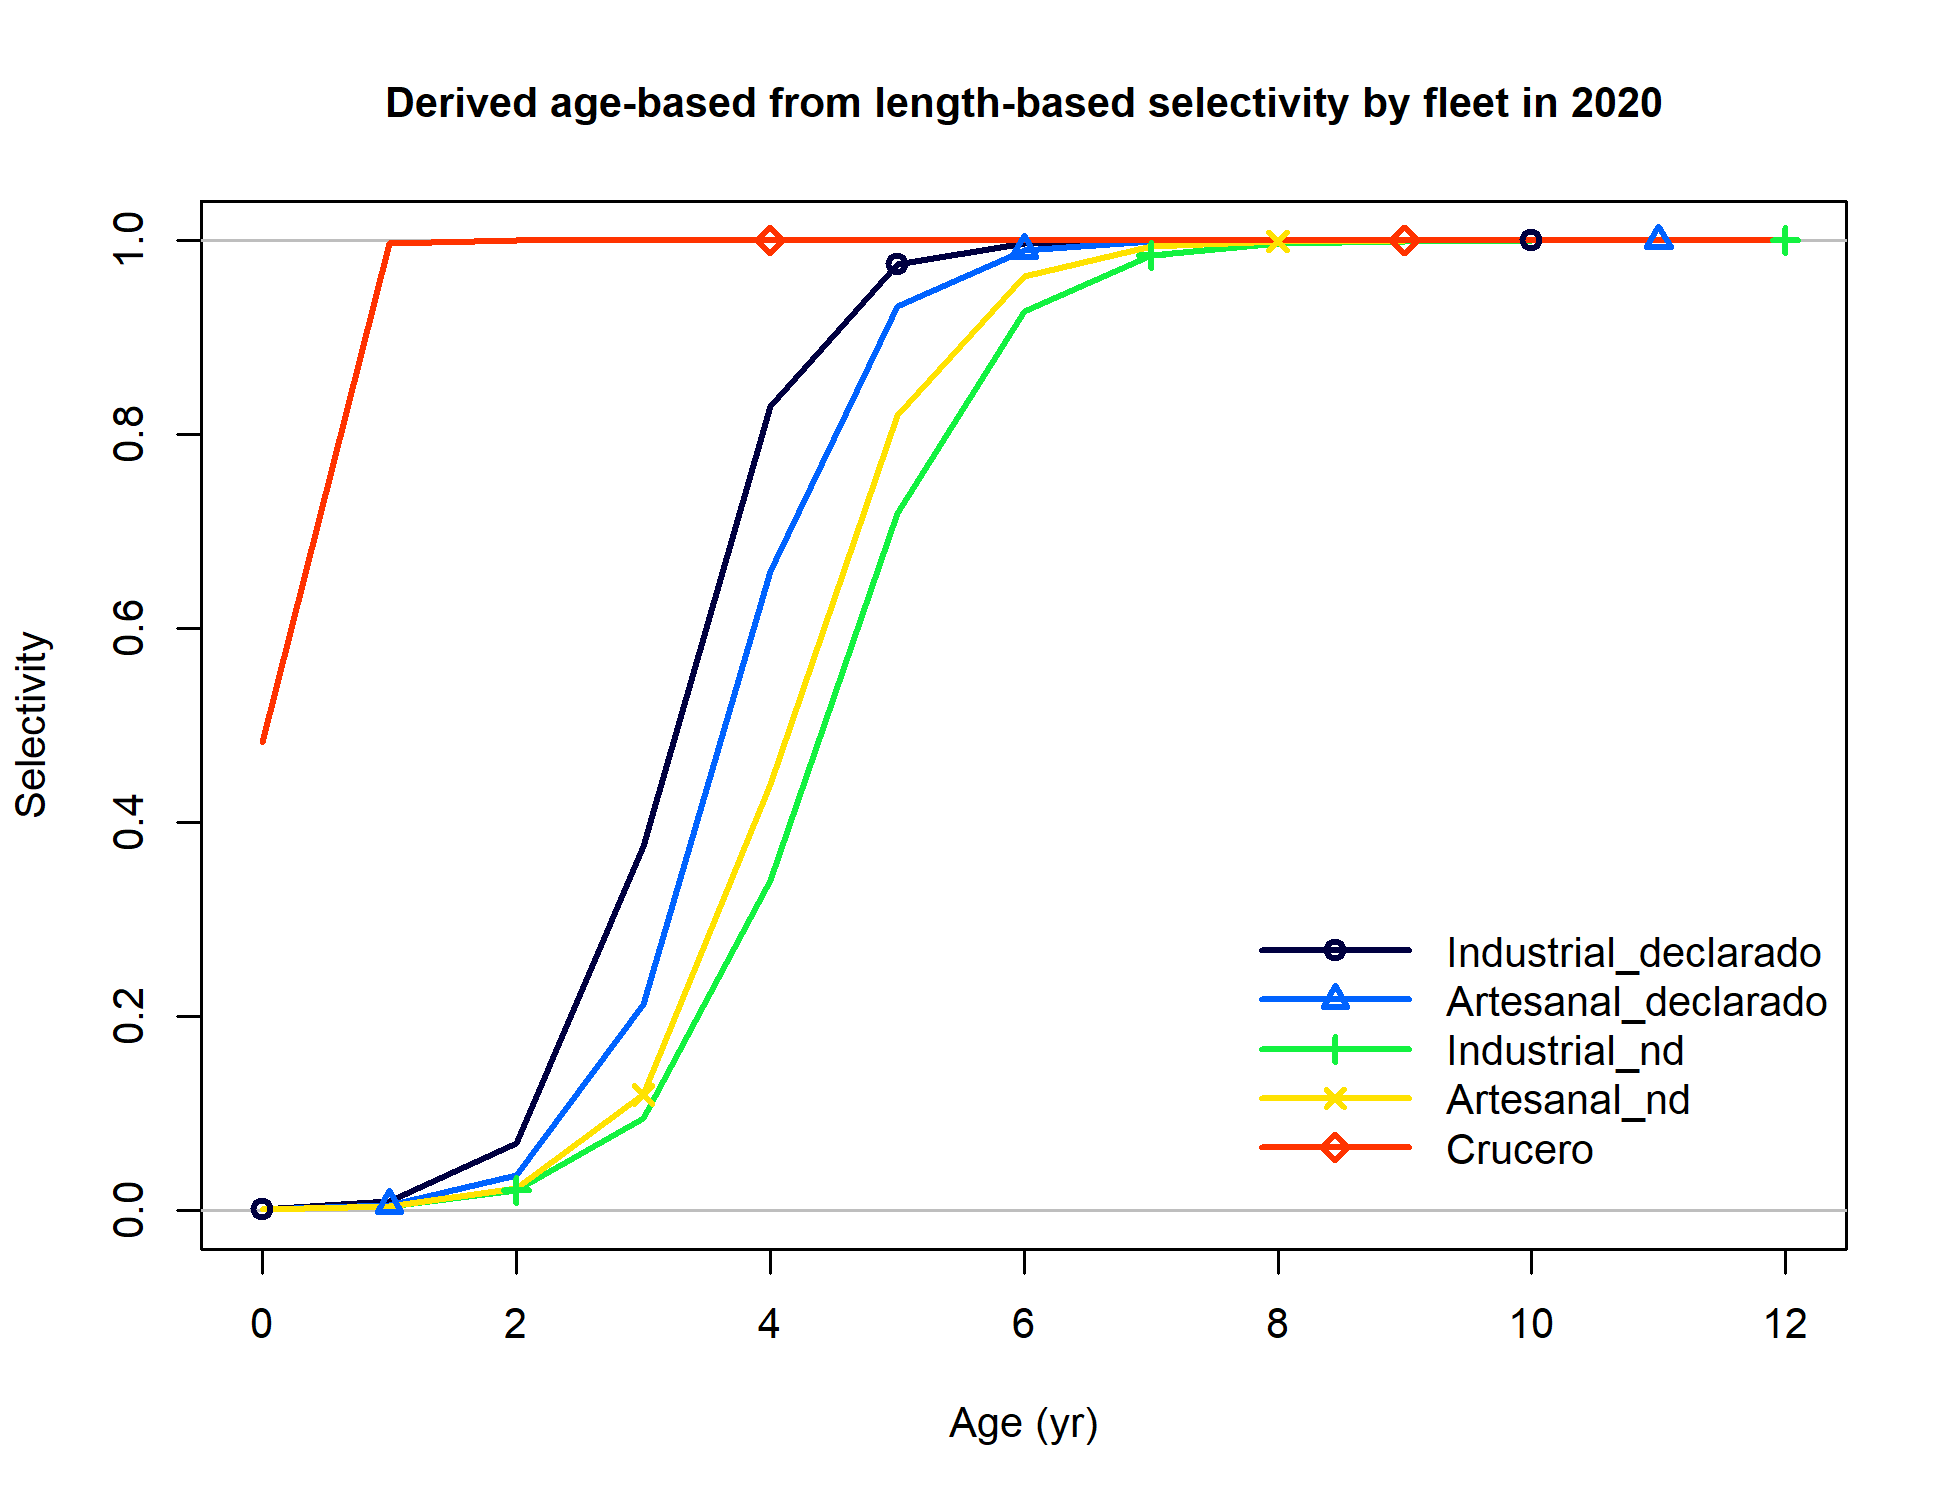 Derived age-based from length-based selectivity by fleet in 2020
Selectivity
1.0
0.8
0.6
0.4
0.2
0.0
Industrial_declarado
Artesanal_declarado
Industrial_nd
Artesanal_nd
Crucero
0 2 4 6 8 10 12
Age (yr)